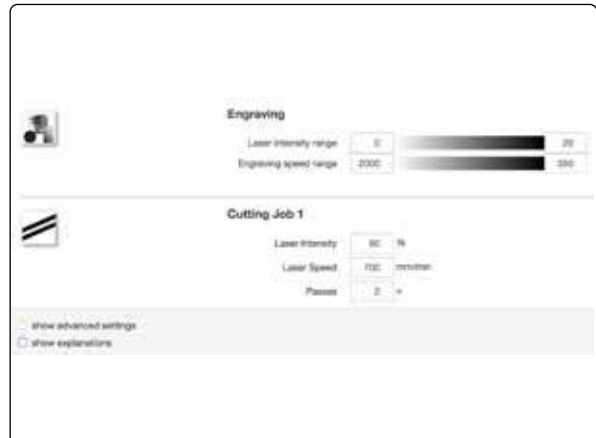 Engraving
Laser intensity range 0 20
Engraving speed range 2000 350
Cutting Job 1
Laser Intensity 80 %
Laser Speed 700 mm/min
Passes 2 x
show advanced settings
show explanations